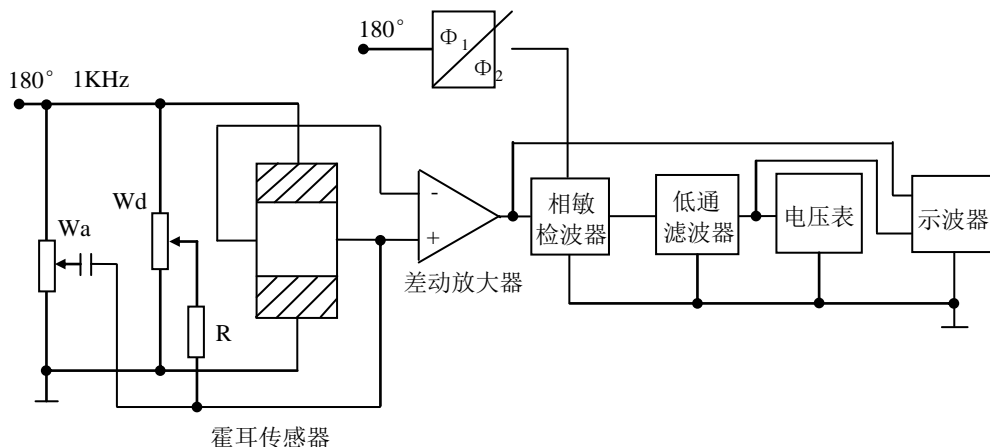 180°
Φ1
Φ2
180° 1KHz
Wd
Wa
R
-
+
差动放大器
相敏
检波器
低通
滤波器
电压表
示波器
霍耳传感器